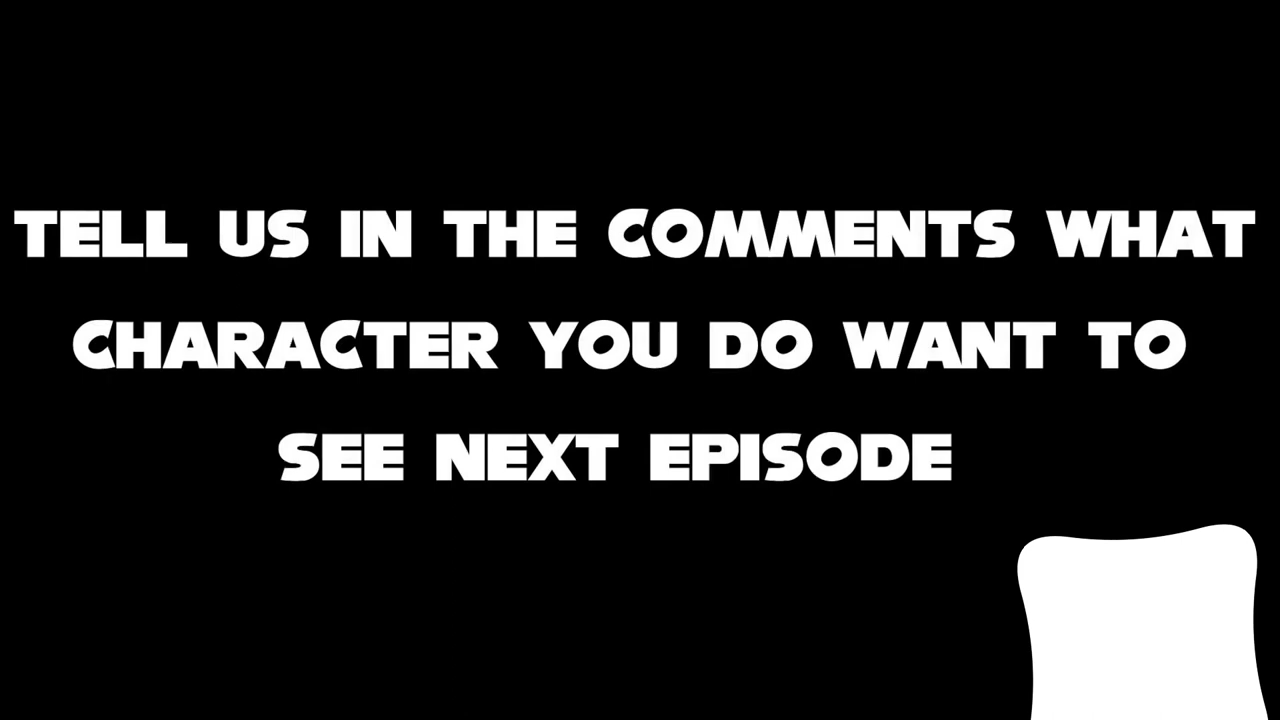 TELL US IN THE COMMENTS WHAT
CHARACTER YOU DO WANT TO
SEE NEXT EPISODE